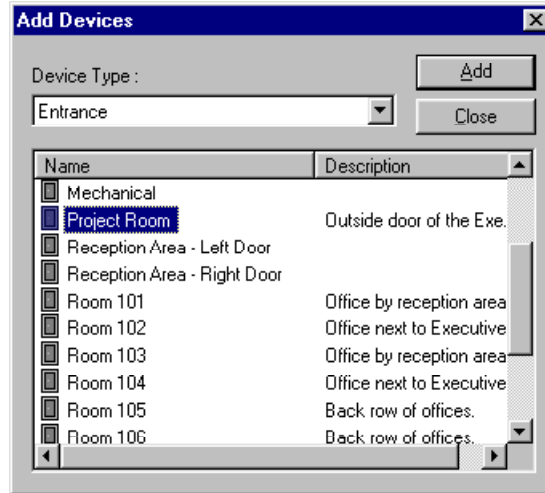 Add Devices
Device Type :
Add
Entrance
Close
Name Description
Mechanical
Project Room Outside door of the Exe.
Reception Area - Left Door
Reception Area - Right Door
Room 101 Office by reception area
Room 102 Office next to Executive
Room 103 Office by reception area
Room 104 Office next to Executive
Room 105 Back row of offices.
Room 106 Back row of offices.